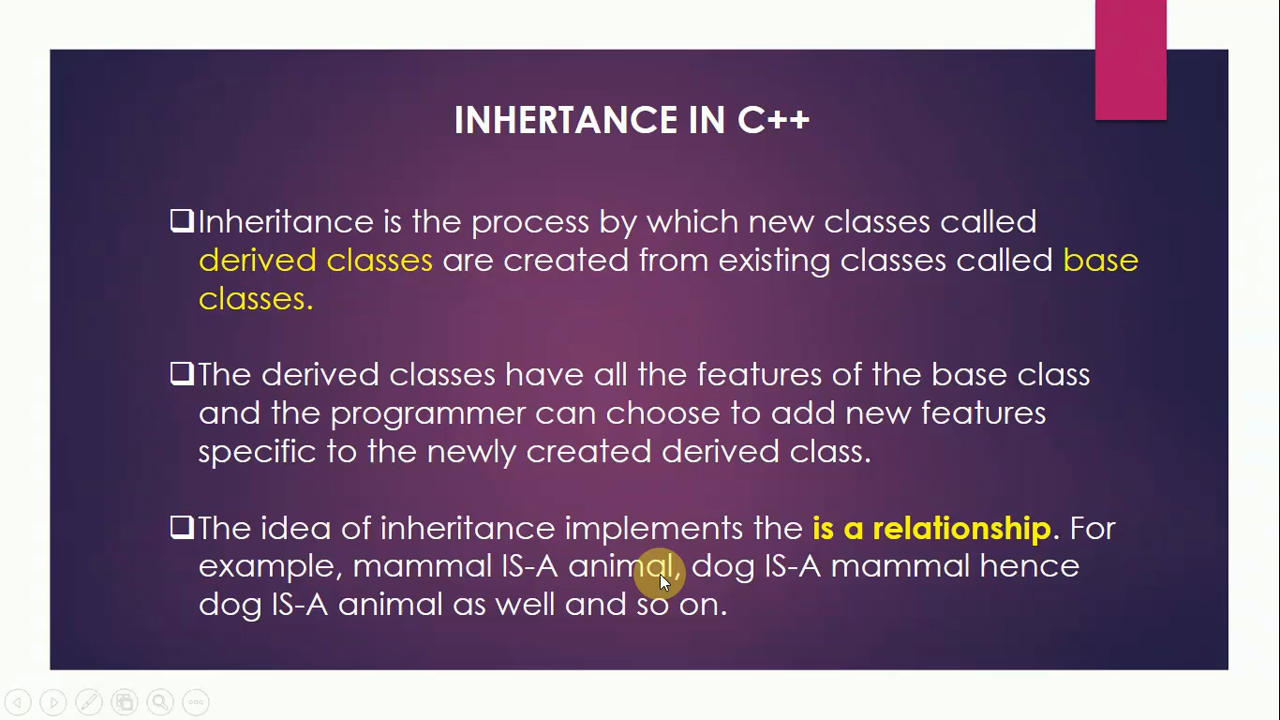 INHERTANCE IN C++
❑Inheritance is the process by which new classes called
derived classes are created from existing classes called base
classes.
❑The derived classes have all the features of the base class
and the programmer can choose to add new features
specific to the newly created derived class.
❑The idea of inheritance implements the is a relationship. For
example, mammal IS-A animal, dog IS-A mammal hence
dog IS-A animal as well and so on.